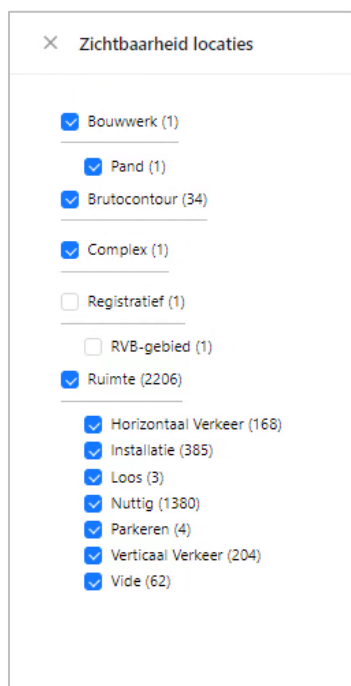 Zichtbaarheid locaties
Bouwwerk (1)
Pand (1)
Brutocontour (34)
Complex (1)
Registratief (1)
RVB-gebied (1)
Ruimte (2206)
Horizontaal Verkeer (168)
Installatie (385)
Loos (3)
Nuttig (1380)
Parkeren (4)
Verticaal Verkeer (204)
Vide (62)